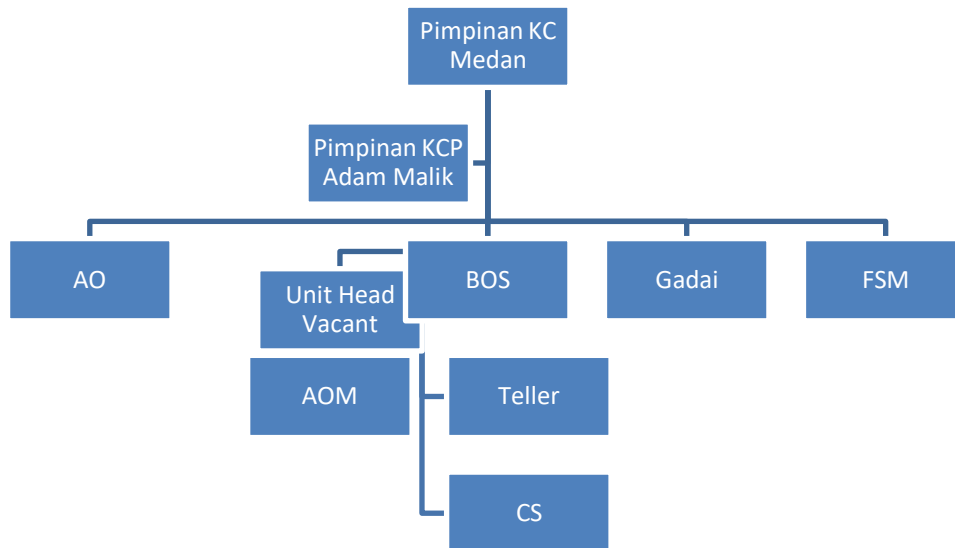 Pimpinan KC
Medan
Pimpinan KCP
Adam Malik
AO
Unit Head
Vacant
BOS
Gadai
FSM
AOM
Teller
CS